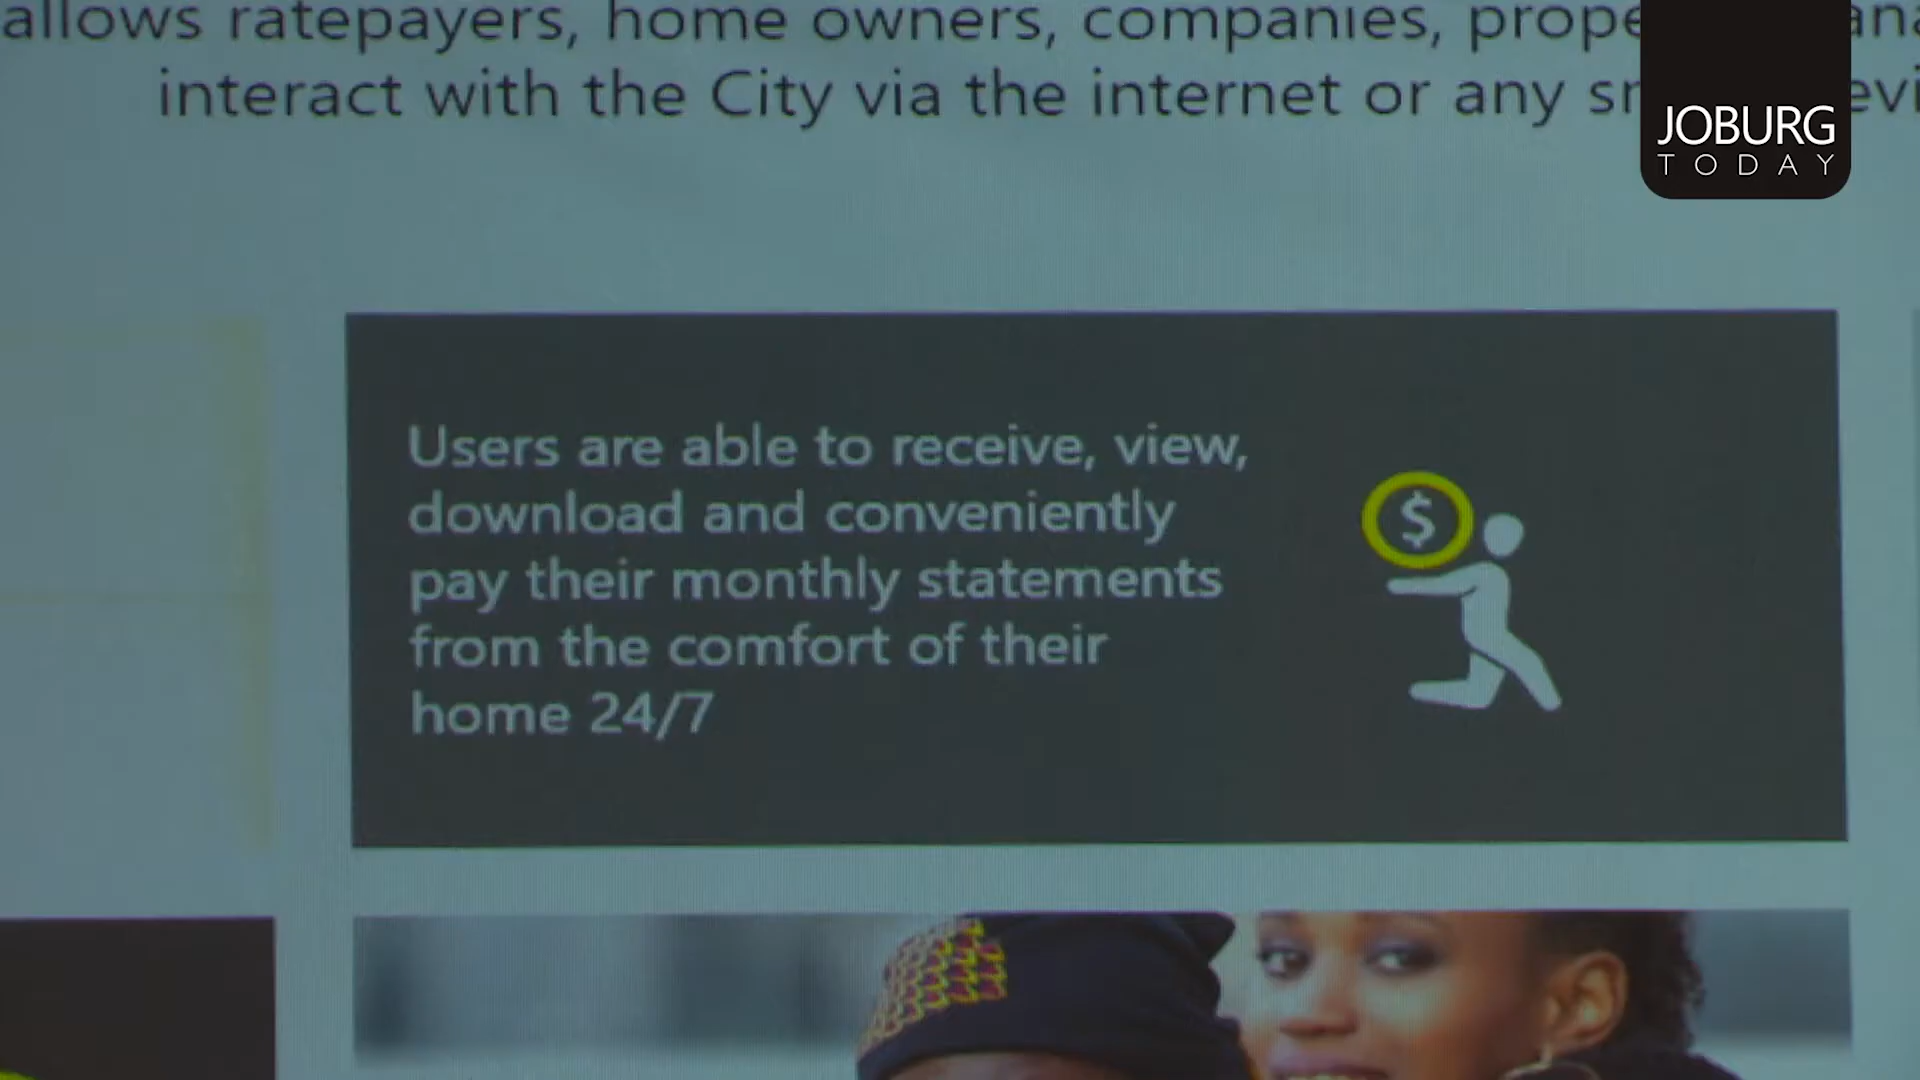 allows ratepayers, home owners, companies,
interact with the City via the internet or any
JOBURG
TODAY
Users are able to receive, view,
download and conveniently
pay their monthly statements
from the comfort of their
home 24/7
$